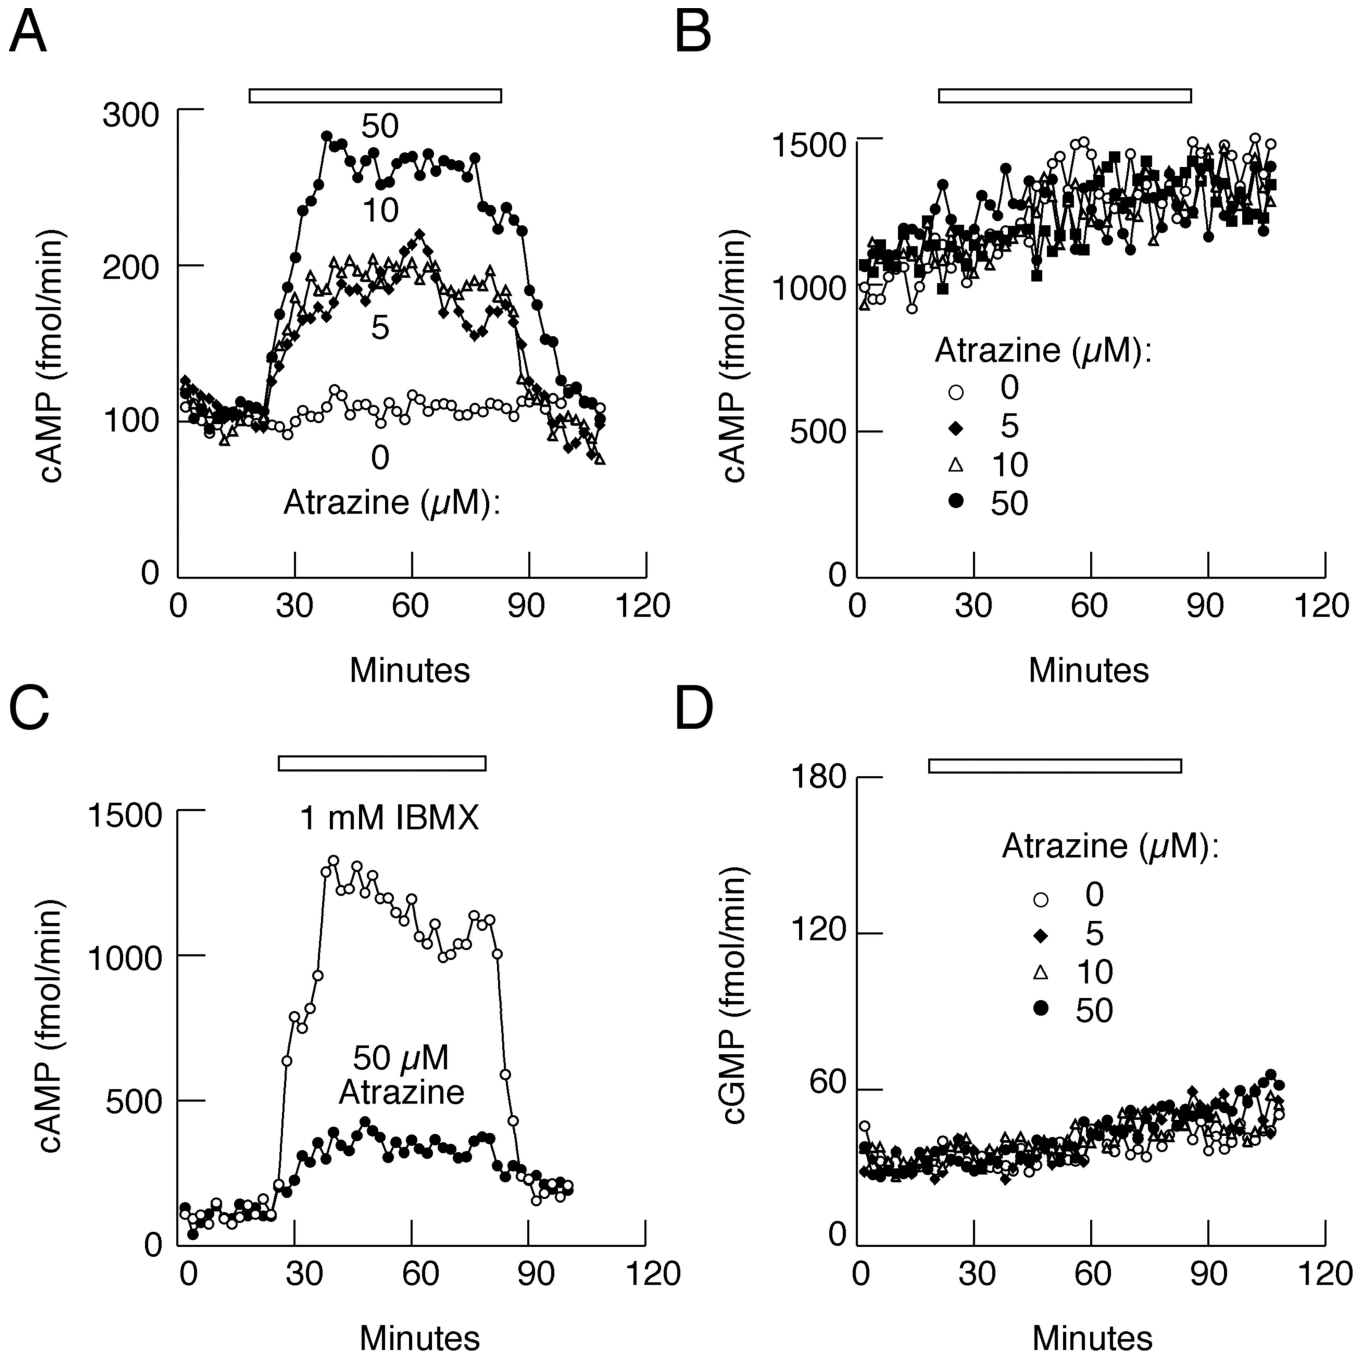 A
300
200
100
0
cAMP (fmol/min)
50
10
5
0
Atrazine (µM):
0 30 60 90 120
Minutes
B
1500
1000
500
0
cAMP (fmol/min)
Atrazine (µM):
0
5
10
50
0 30 60 90 120
Minutes
C
1500
1000
500
0
cAMP (fmol/min)
1 mM IBMX
50 µM
Atrazine
0 30 60 90 120
Minutes
D
180
120
60
0
cGMP (fmol/min)
Atrazine (µM):
0
5
10
50
0 30 60 90 120
Minutes